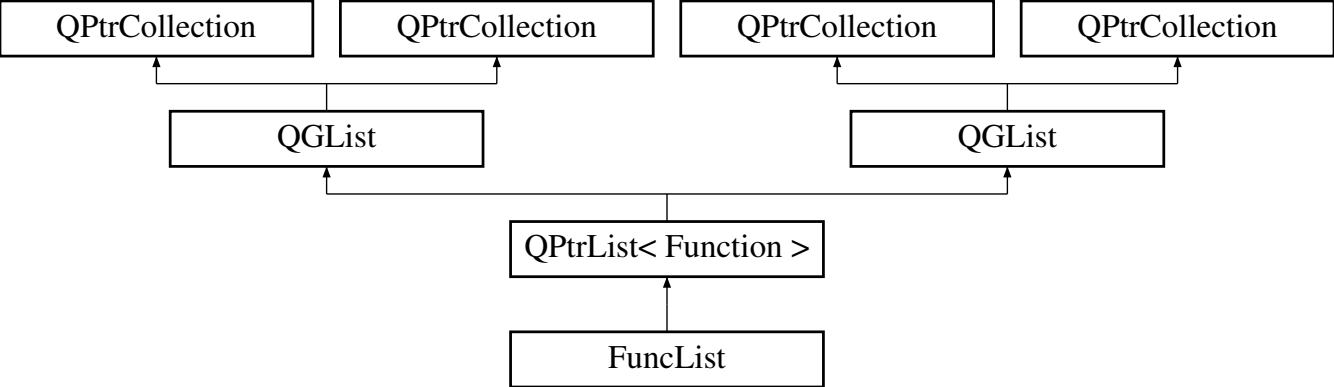 QPtrCollection
QPtrCollection
QPtrCollection
QPtrCollection
QGList
QGList
QPtrList< Function >
FuncList